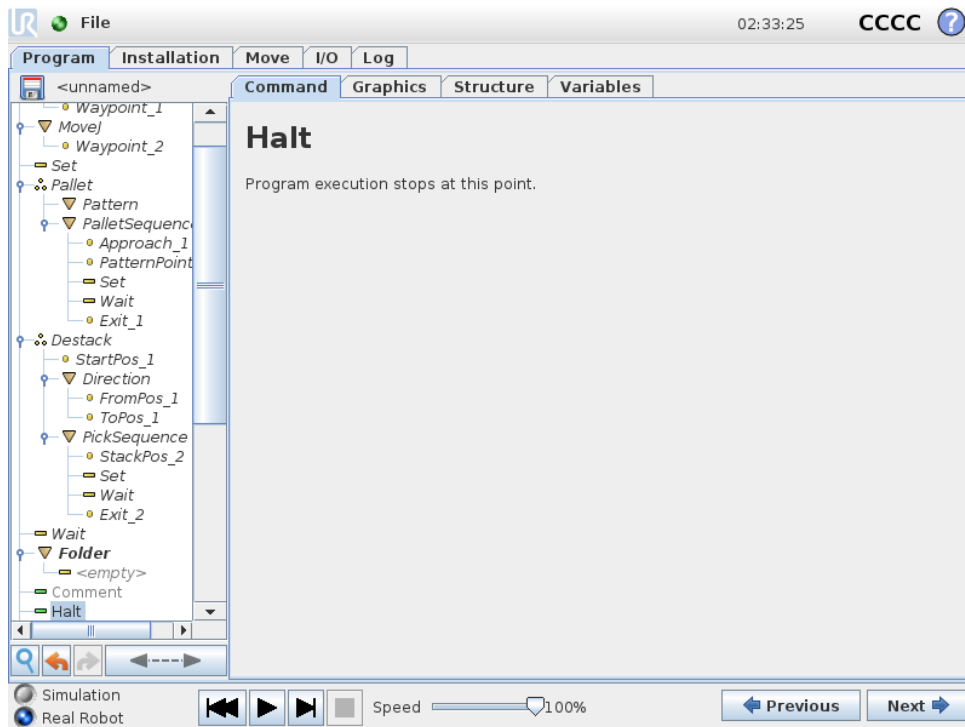 UR File 02:33:25 CCCC ?
Program Installation Move I/O Log
<unnamed> Command Graphics Structure Variables
Waypoint_1
MoveJ
Waypoint_2
Set
Pallet
Pattern
PalletSequenc
Approach_1
PatternPoint
Set
Wait
Exit_1
Destack
StartPos_1
Direction
FromPos_1
ToPos_1
PickSequence
StackPos_2
Set
Wait
Exit_2
Wait
Folder
<empty>
Comment
Halt
Halt
Program execution stops at this point.
Simulation
Real Robot
Speed 100%
Previous Next